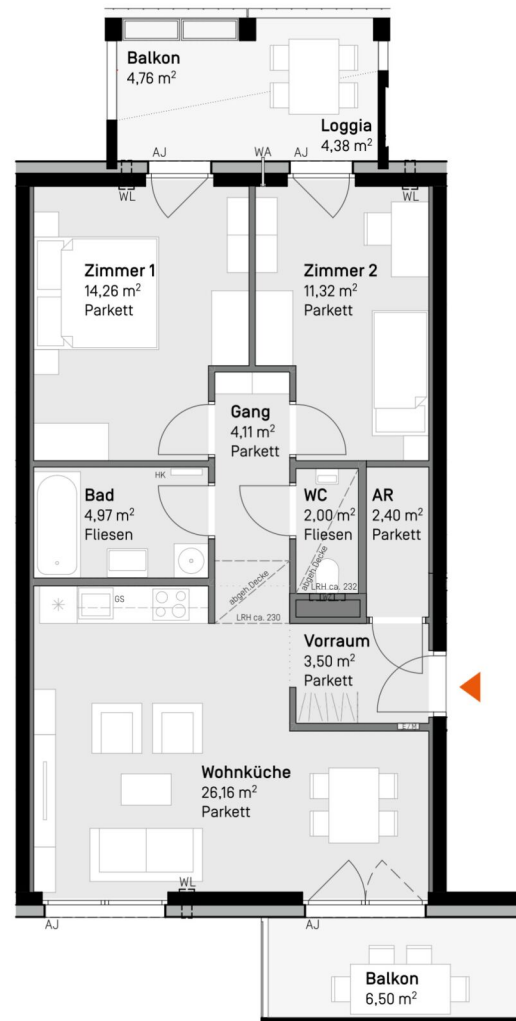 Balkon
4,76 m²
Loggia
4,38 m²
AJ
WA
AJ
WL
WL
Zimmer 1
14,26 m²
Parkett
Zimmer 2
11,32 m²
Parkett
Gang
4,11 m²
Parkett
HK
Bad
4,97 m²
Fliesen
WC
2,00 m²
Fliesen
AR
2,40 m²
Parkett
abgeh.Decke
LRH ca. 232
abgeh.Decke
LRH ca. 230
GS
Vorraum
3,50 m²
Parkett
Wohnküche
26,16 m²
Parkett
WL
AJ
AJ
Balkon
6,50 m²